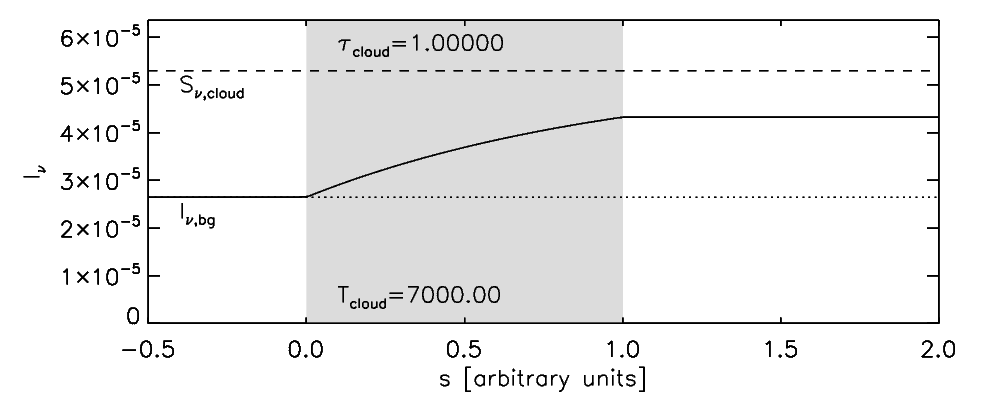 6×10⁻⁵
τcloud=1.00000
5×10⁻⁵
Sν,cloud
4×10⁻⁵
Iν
3×10⁻⁵
Iν,bg
2×10⁻⁵
1×10⁻⁵
Tcloud=7000.00
0
−0.5 0.0 0.5 1.0 1.5 2.0
s [arbitrary units]